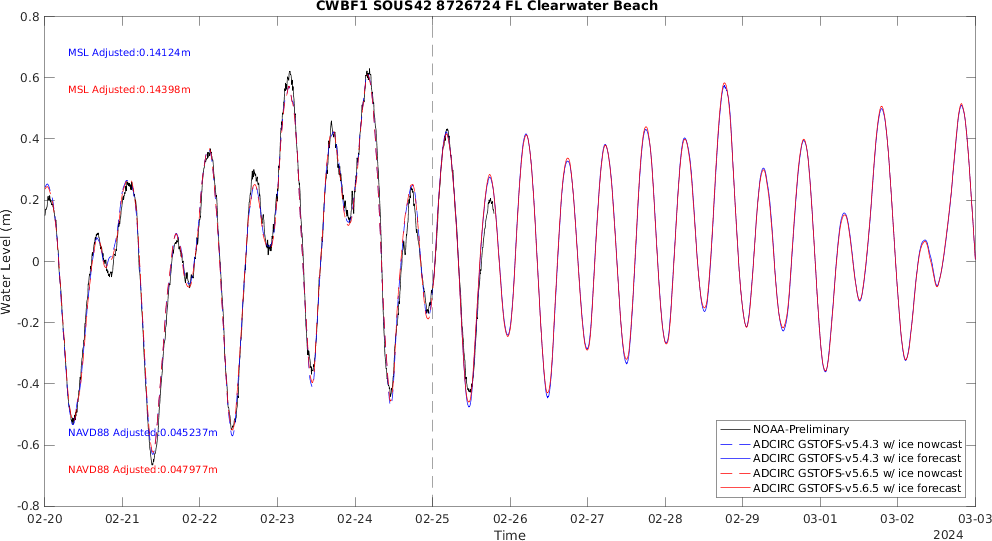 CWBF1 SOUS42 8726724 FL Clearwater Beach
0.8
0.6
0.4
0.2
0
-0.2
-0.4
-0.6
-0.8
Water Level (m)
MSL Adjusted:0.14124m
MSL Adjusted:0.14398m
NAVD88 Adjusted:0.045237m
NAVD88 Adjusted:0.047977m
NOAA-Preliminary
ADCIRC GSTOFS-v5.4.3 w/ ice nowcast
ADCIRC GSTOFS-v5.4.3 w/ ice forecast
ADCIRC GSTOFS-v5.6.5 w/ ice nowcast
ADCIRC GSTOFS-v5.6.5 w/ ice forecast
02-20 02-21 02-22 02-23 02-24 02-25 02-26 02-27 02-28 02-29 03-01 03-02 03-03
Time
2024